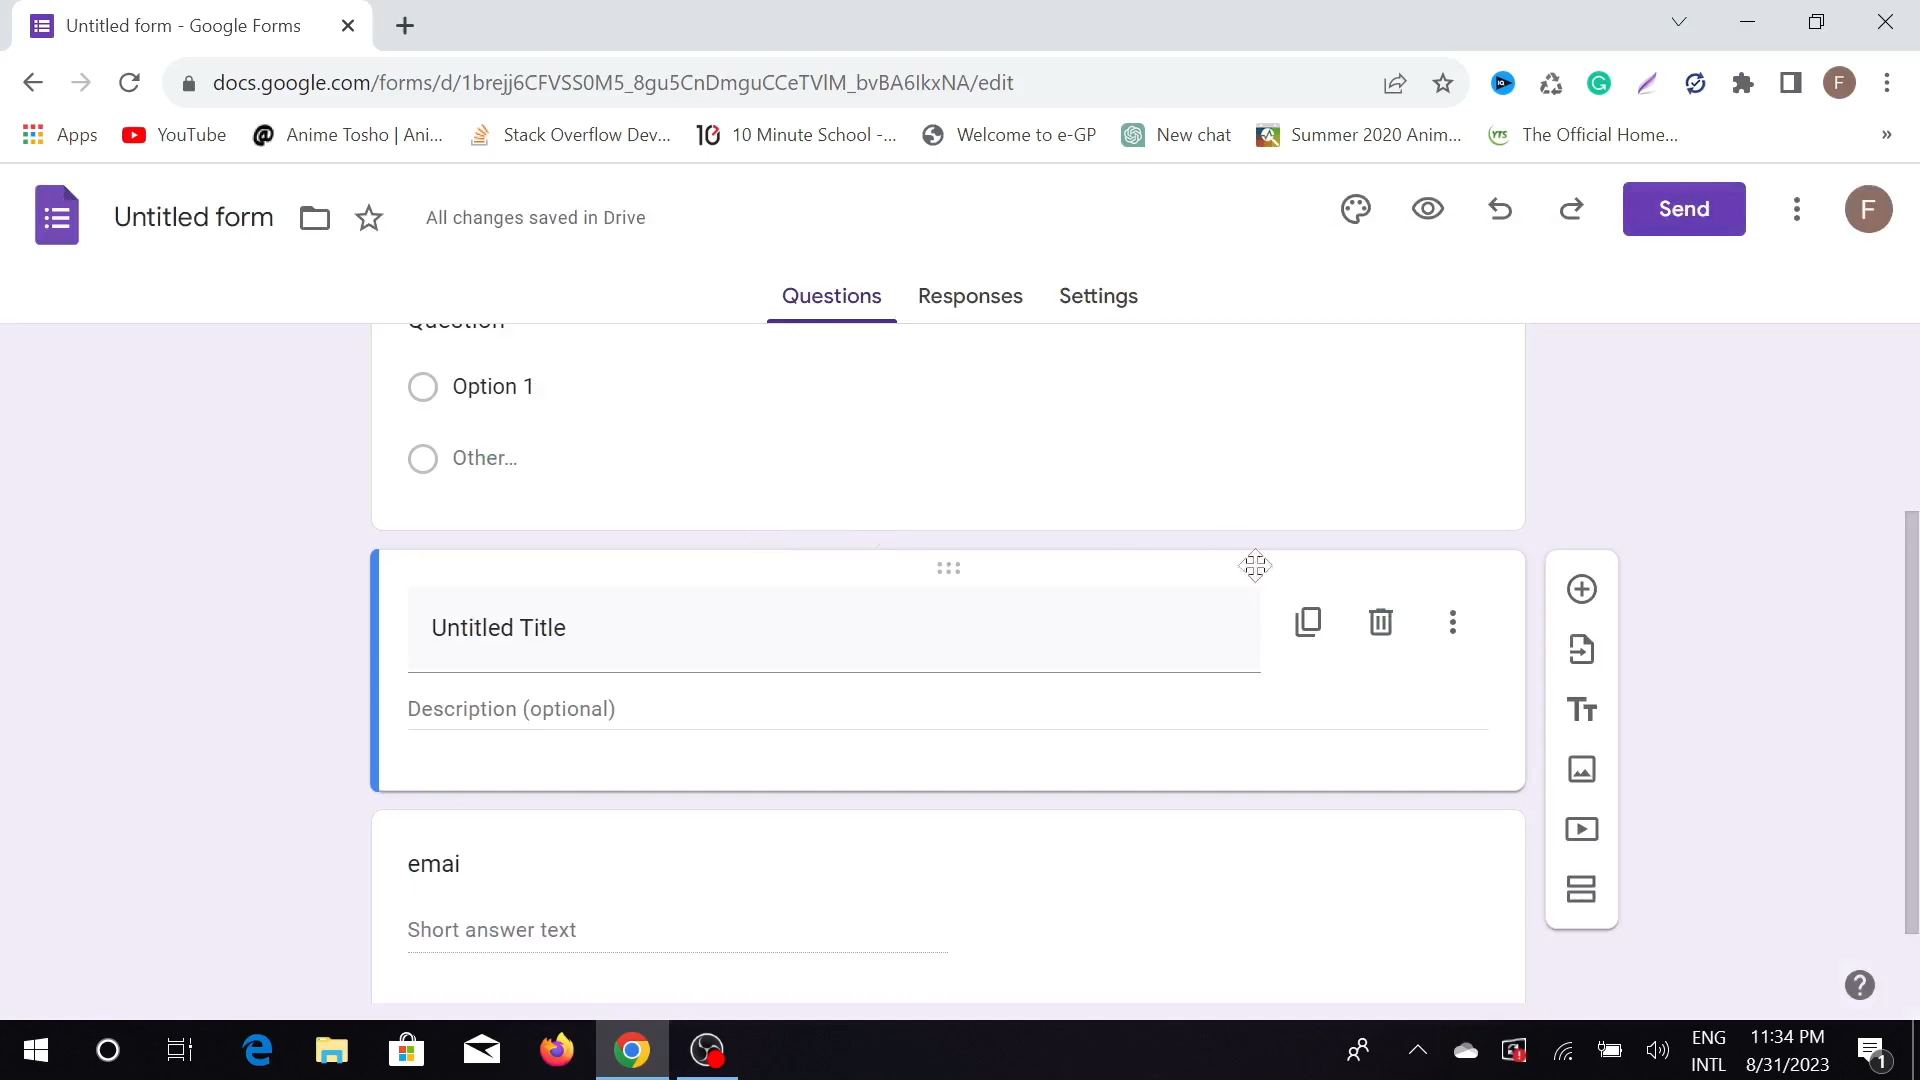 Untitled form - Google Forms
docs.google.com/forms/d/1brejj6CFVSS0M5_8gu5CnDmguCCeTVlM_bvBA6IkxNA/edit
F
Apps
YouTube
Anime Tosho | Ani...
Stack Overflow Dev...
10 Minute School -...
Welcome to e-GP
New chat
Summer 2020 Anim...
The Official Home...
»
Untitled form
All changes saved in Drive
Send
F
Questions
Responses
Settings
Question
Option 1
Other...
Untitled Title
Description (optional)
emai
Short answer text
ENG
INTL
11:34 PM
8/31/2023
1